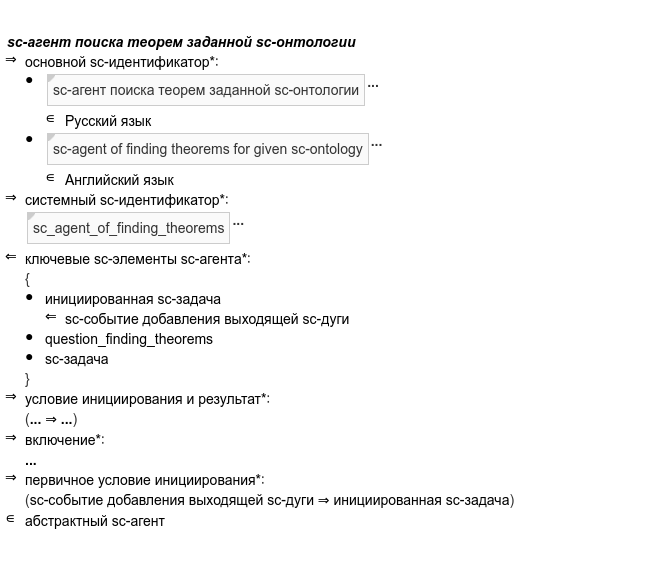 sc-агент поиска теорем заданной sc-онтологии
⇒ основной sc-идентификатор*:
● sc-агент поиска теорем заданной sc-онтологии ...
∈ Русский язык
● sc-agent of finding theorems for given sc-ontology ...
∈ Английский язык
⇒ системный sc-идентификатор*:
sc_agent_of_finding_theorems ...
⇐ ключевые sc-элементы sc-агента*:
{
● инициированная sc-задача
⇐ sc-событие добавления выходящей sc-дуги
● question_finding_theorems
● sc-задача
}
⇒ условие инициирования и результат*:
(... ⇒ ...)
⇒ включение*:
...
⇒ первичное условие инициирования*:
(sc-событие добавления выходящей sc-дуги ⇒ инициированная sc-задача)
∈ абстрактный sc-агент